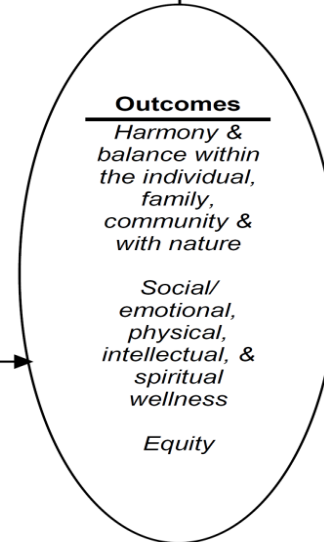 Outcomes
Harmony &
balance within
the individual,
family,
community &
with nature
Social/
emotional,
physical,
intellectual, &
spiritual
wellness
Equity